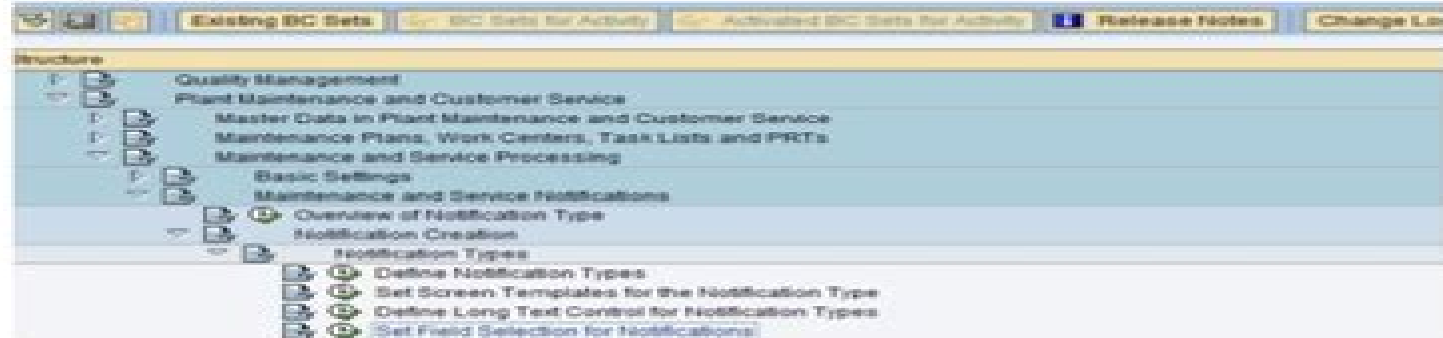 Existing BC Sets BC Sets for Activity Activated BC Sets for Activity Release Notes Change Lo
Structure
Quality Management
Plant Maintenance and Customer Service
Master Data in Plant Maintenance and Customer Service
Maintenance Plans, Work Centers, Task Lists and PRTs
Maintenance and Service Processing
Basic Settings
Maintenance and Service Notifications
Overview of Notification Type
Notification Creation
Notification Types
Define Notification Types
Set Screen Templates for the Notification Type
Define Long Text Control for Notification Types
Set Field Selection for Notifications